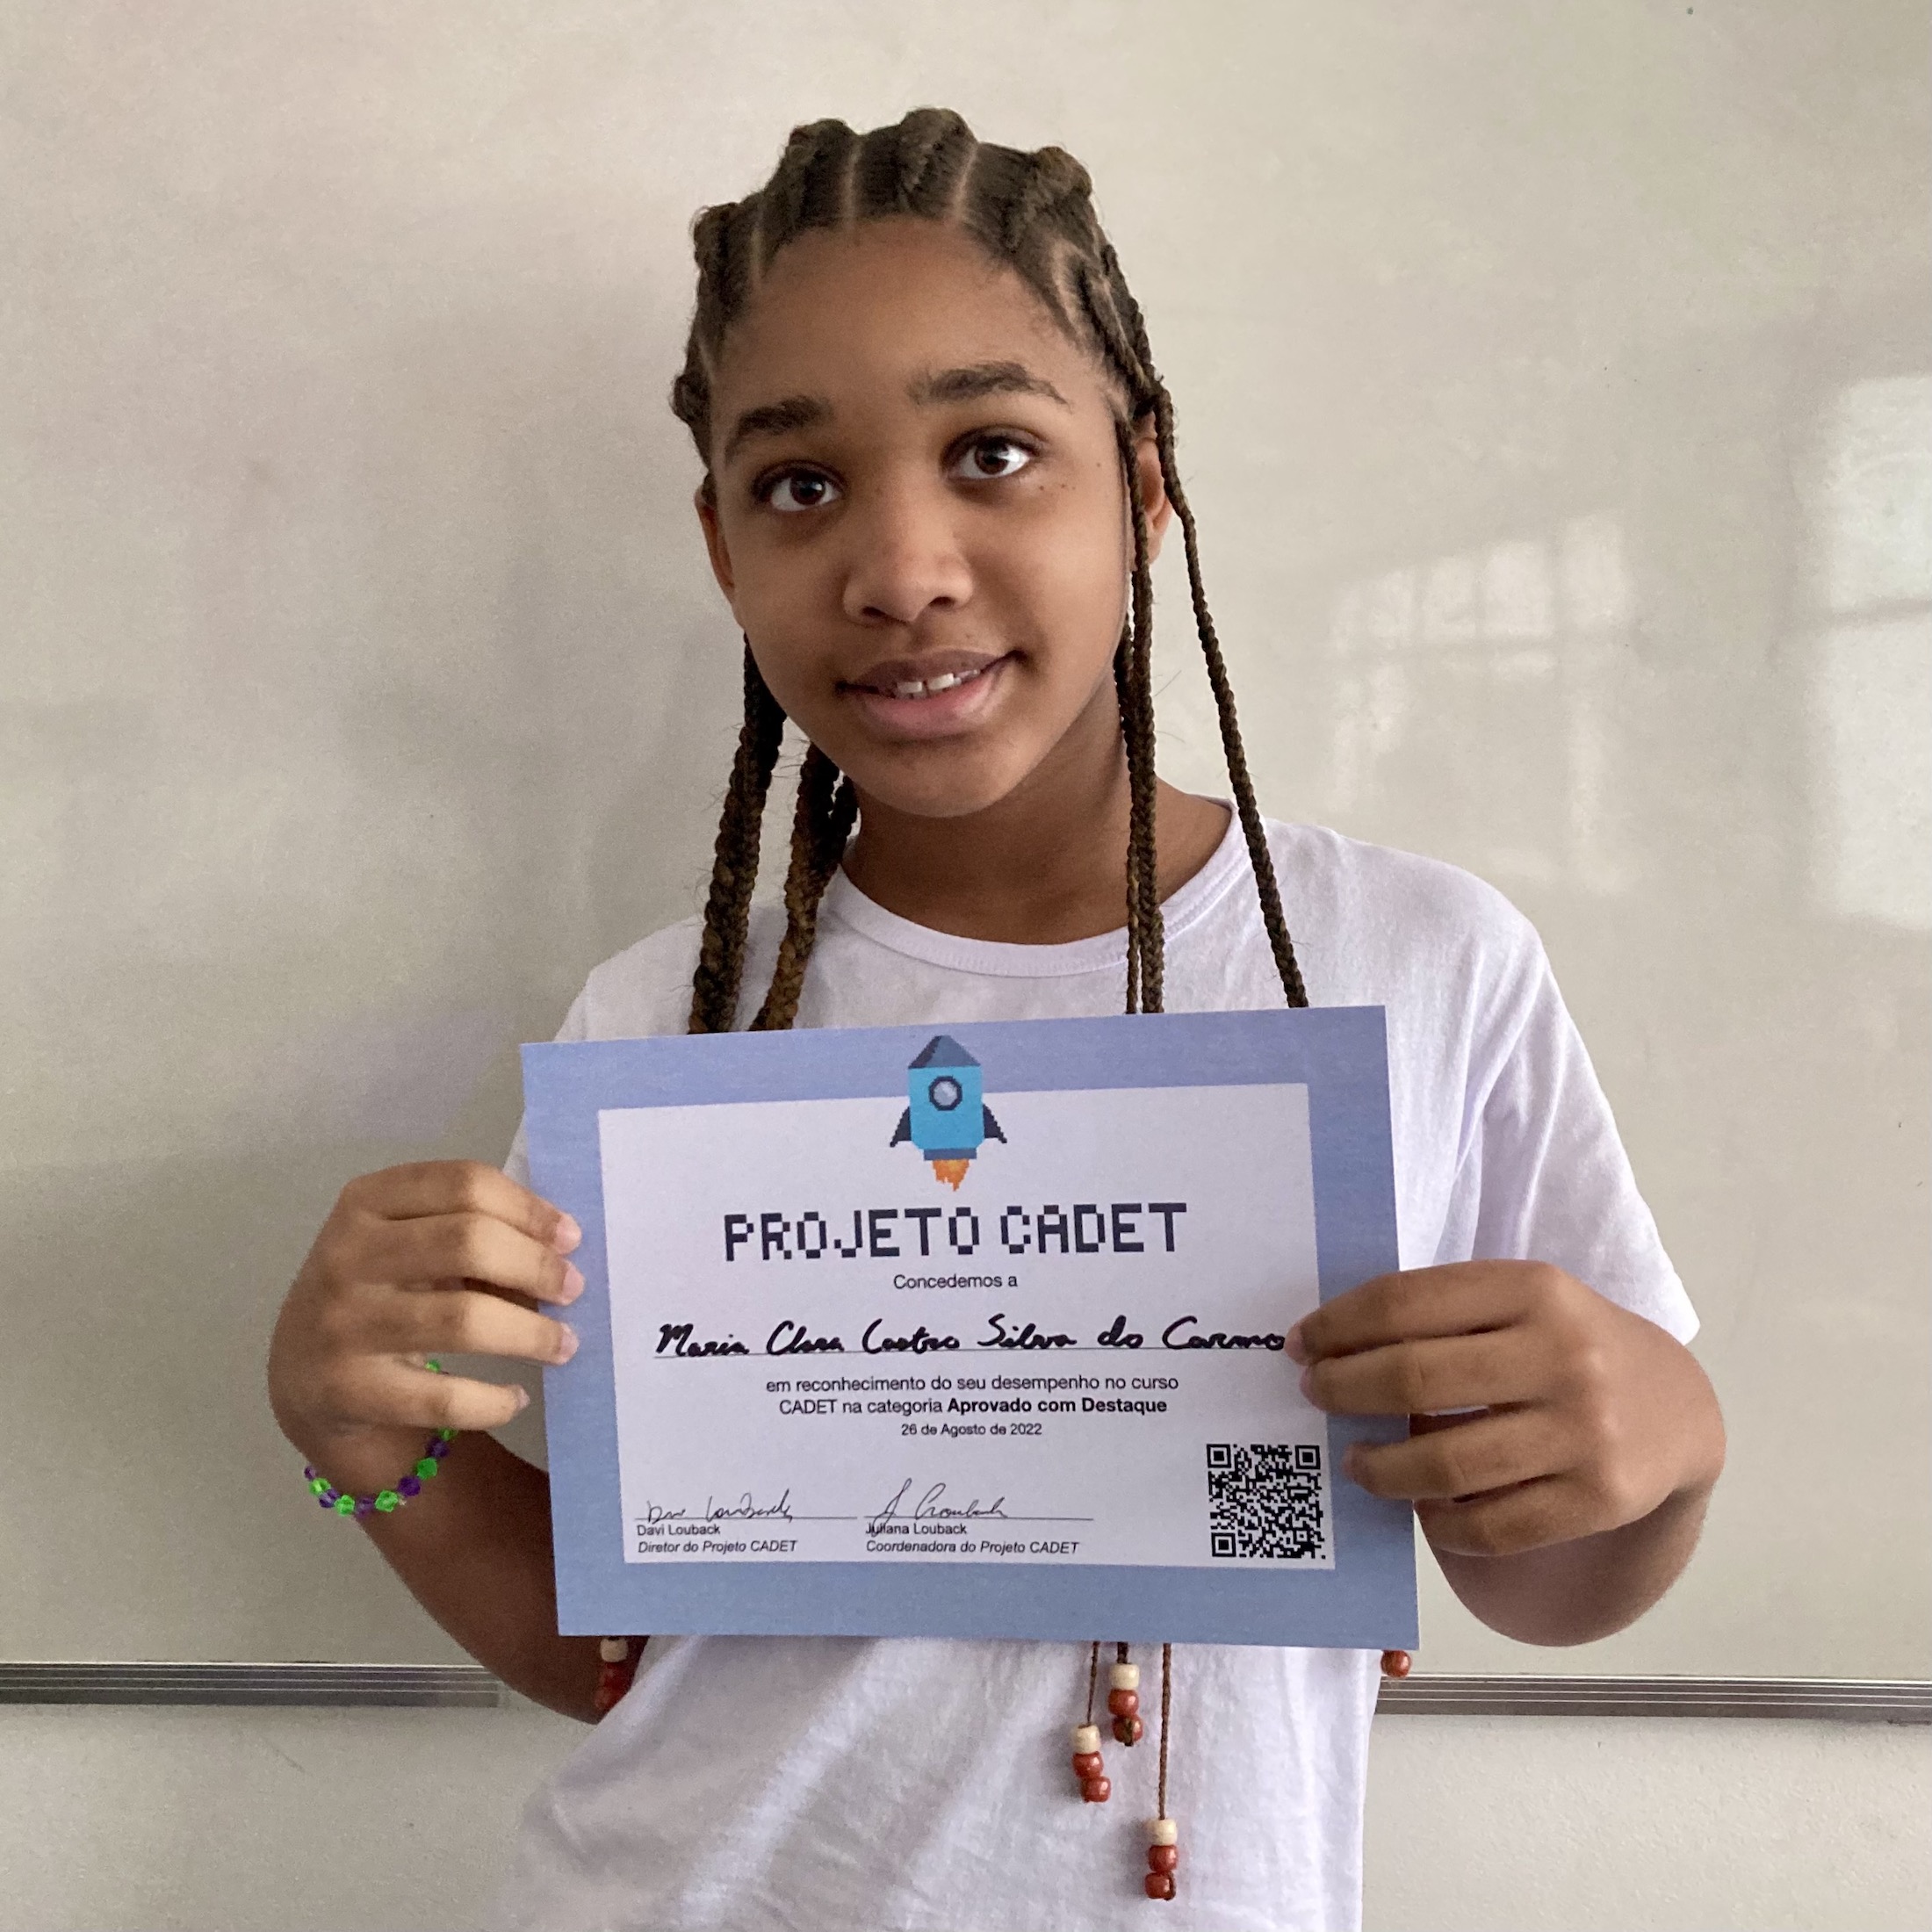 PROJETO CADET
Concedemos a
Maria Clara Castro Silva do Carmo
em reconhecimento do seu desempenho no curso
CADET na categoria Aprovado com Destaque
26 de Agosto de 2022
Davi Louback
Diretor do Projeto CADET
Juliana Louback
Coordenadora do Projeto CADET